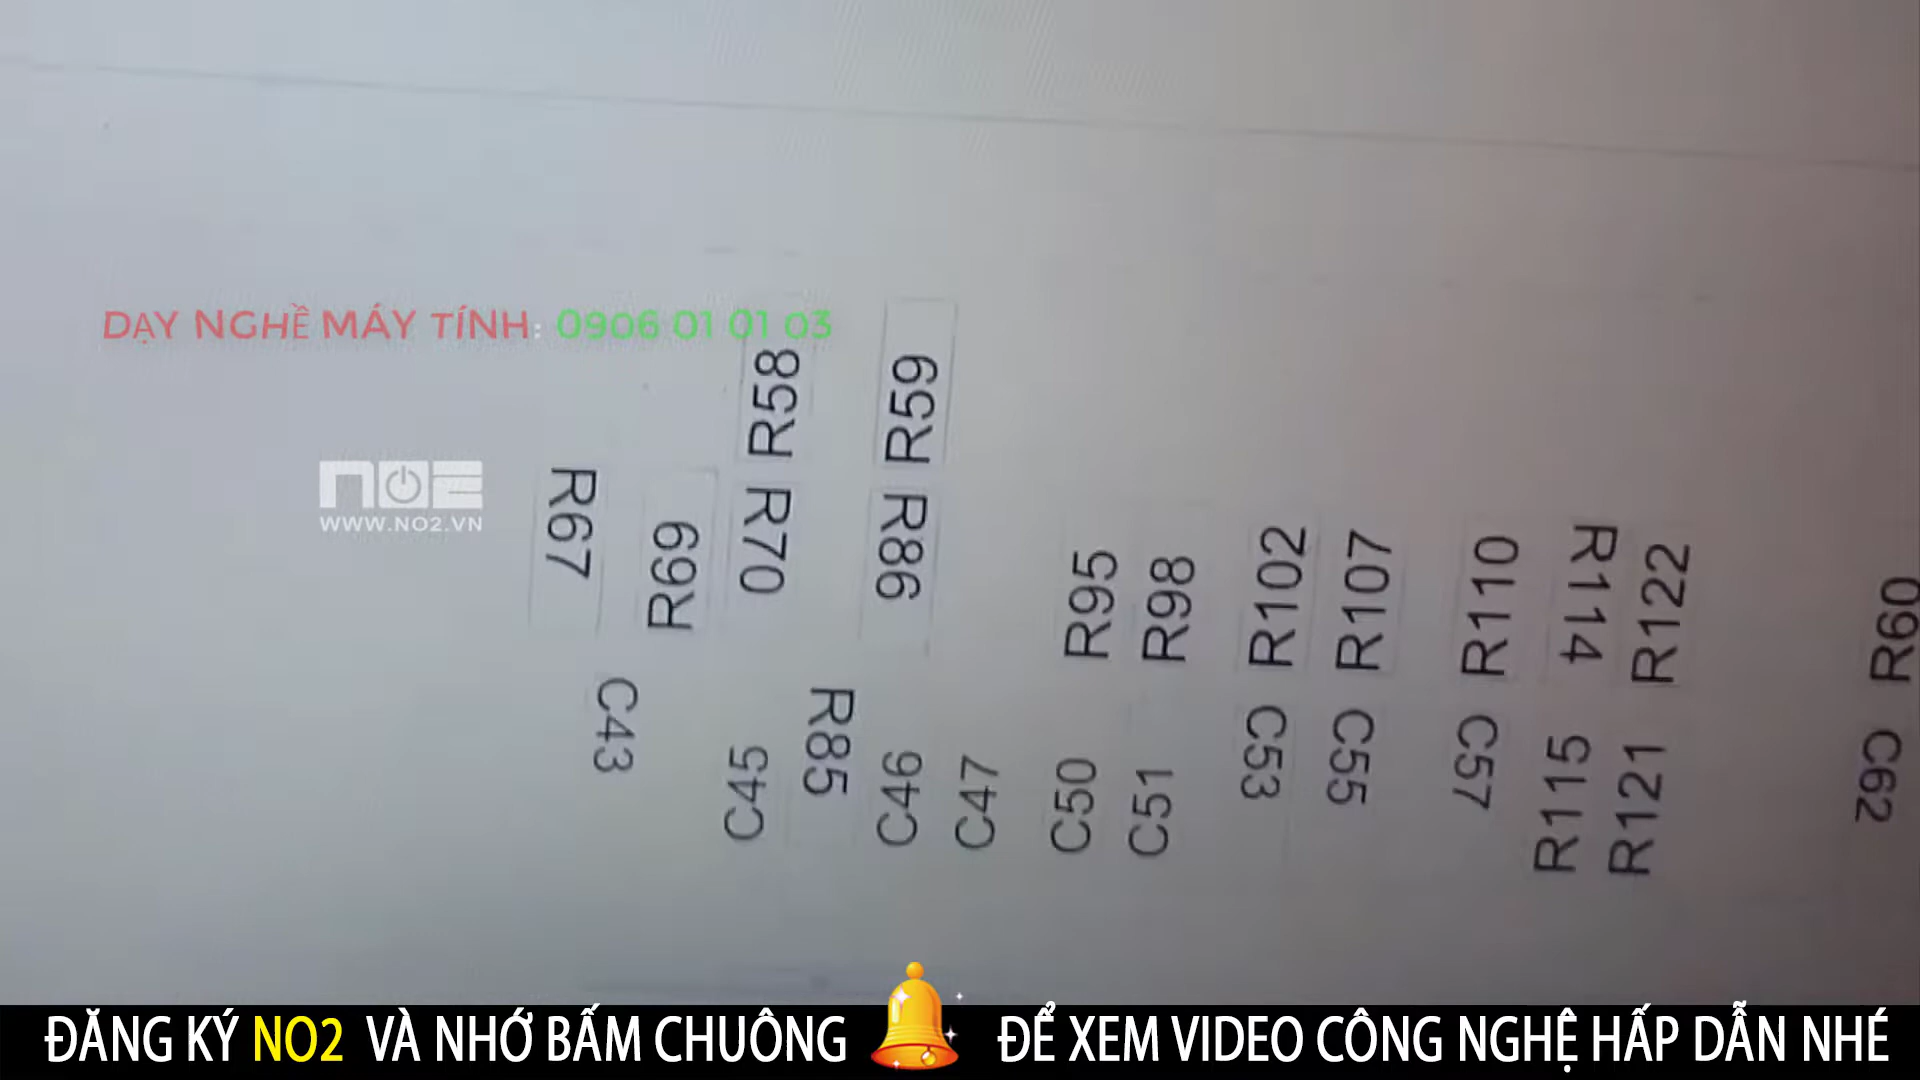 DẠY NGHỀ MÁY TÍNH: 0906 01 01 03
R58
R59
NO2
WWW.NO2.VN
R67
R69
R70
R86
R95
R98
R102
R107
R110
R114
R122
R90
C43
C45
R85
C46
C47
C50
C51
C53
C55
C57
R115
R121
C62
ĐĂNG KÝ NO2 VÀ NHỚ BẤM CHUÔNG ĐỂ XEM VIDEO CÔNG NGHỆ HẤP DẪN NHÉ